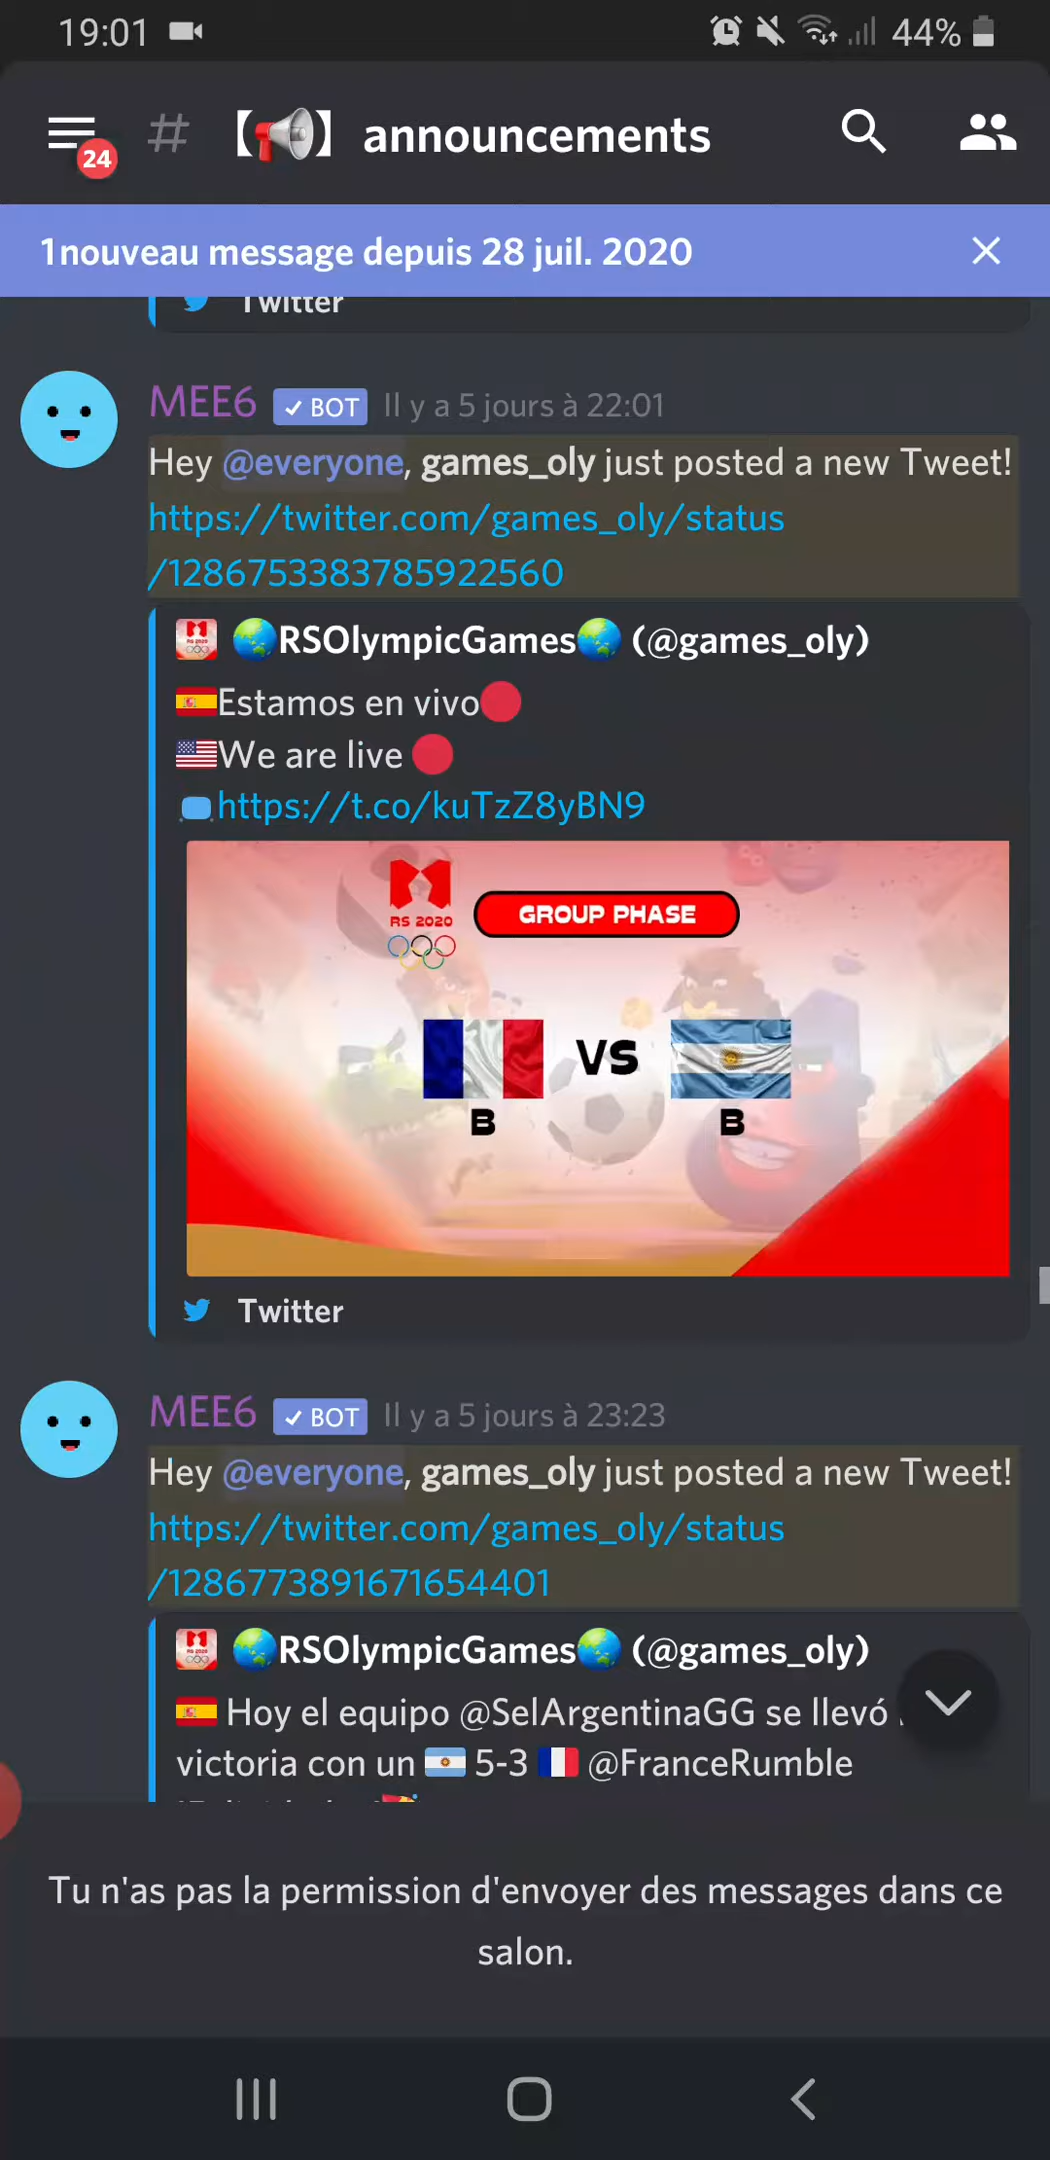 19:01 44%
24 # 【📢】 announcements
1 nouveau message depuis 28 juil. 2020
Twitter
MEE6 ✓ BOT Il y a 5 jours à 22:01
Hey @everyone, games_oly just posted a new Tweet!
https://twitter.com/games_oly/status
/1286753383785922560
🌏RSOlympicGames🌏 (@games_oly)
🇪🇸Estamos en vivo🔴
🇺🇸We are live 🔴
https://t.co/kuTzZ8yBN9
RS 2020
GROUP PHASE
VS
B B
Twitter
MEE6 ✓ BOT Il y a 5 jours à 23:23
Hey @everyone, games_oly just posted a new Tweet!
https://twitter.com/games_oly/status
/1286773891671654401
🌏RSOlympicGames🌏 (@games_oly)
🇪🇸 Hoy el equipo @SelArgentinaGG se llevó
victoria con un 🇦🇷 5-3 🇫🇷 @FranceRumble
Tu n'as pas la permission d'envoyer des messages dans ce
salon.